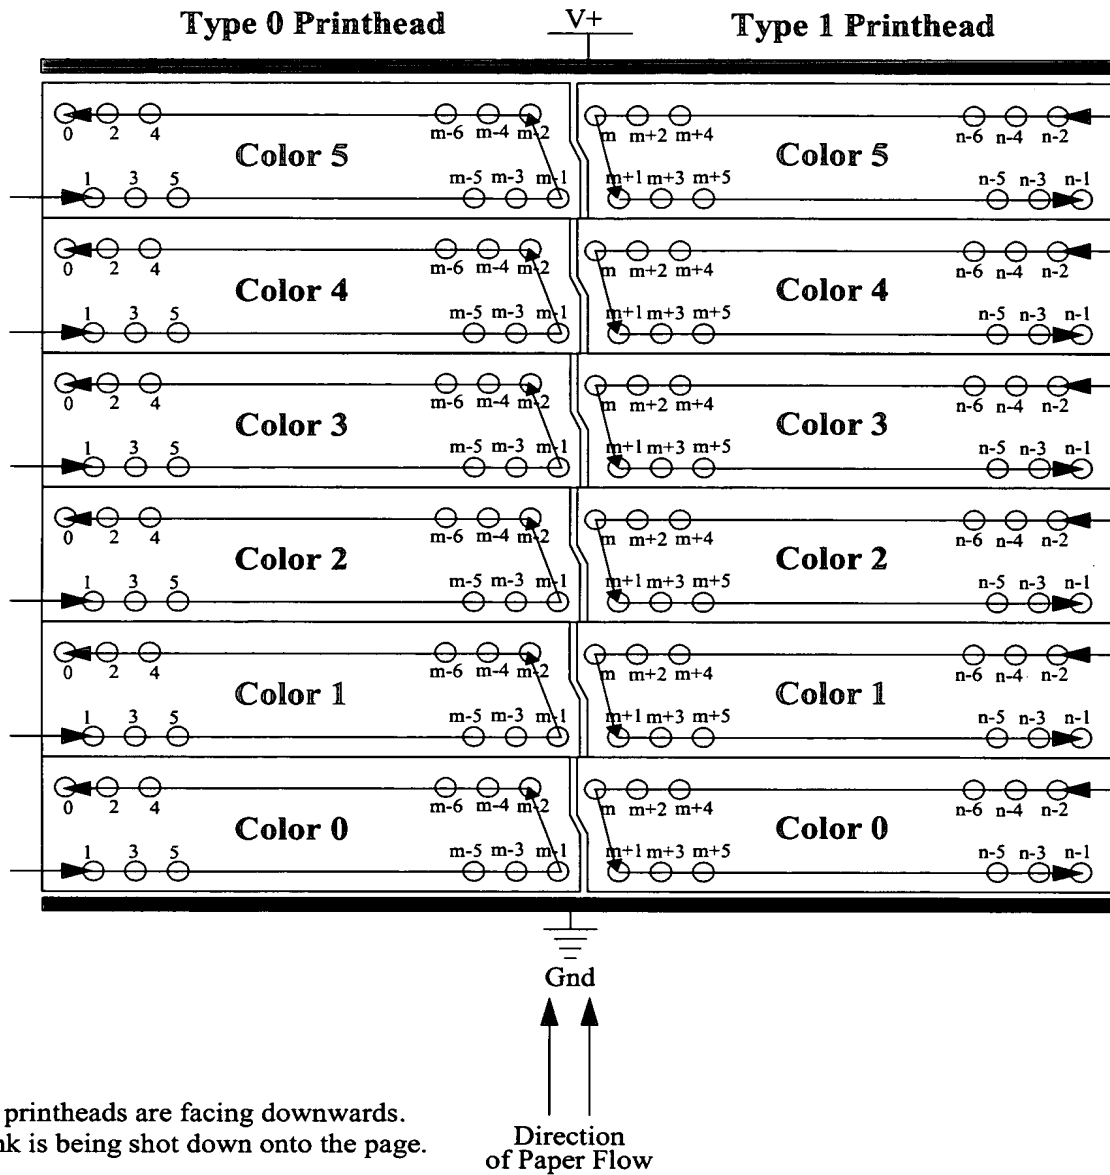 Type 0 Printhead V+ Type 1 Printhead
0 2 4 m-6 m-4 m-2 m m+2 m+4 n-6 n-4 n-2
Color 5 Color 5
1 3 5 m-5 m-3 m-1 m+1 m+3 m+5 n-5 n-3 n-1
0 2 4 m-6 m-4 m-2 m m+2 m+4 n-6 n-4 n-2
Color 4 Color 4
1 3 5 m-5 m-3 m-1 m+1 m+3 m+5 n-5 n-3 n-1
0 2 4 m-6 m-4 m-2 m m+2 m+4 n-6 n-4 n-2
Color 3 Color 3
1 3 5 m-5 m-3 m-1 m+1 m+3 m+5 n-5 n-3 n-1
0 2 4 m-6 m-4 m-2 m m+2 m+4 n-6 n-4 n-2
Color 2 Color 2
1 3 5 m-5 m-3 m-1 m+1 m+3 m+5 n-5 n-3 n-1
0 2 4 m-6 m-4 m-2 m m+2 m+4 n-6 n-4 n-2
Color 1 Color 1
1 3 5 m-5 m-3 m-1 m+1 m+3 m+5 n-5 n-3 n-1
0 2 4 m-6 m-4 m-2 m m+2 m+4 n-6 n-4 n-2
Color 0 Color 0
1 3 5 m-5 m-3 m-1 m+1 m+3 m+5 n-5 n-3 n-1
Gnd
printheads are facing downwards.
nk is being shot down onto the page.
Direction
of Paper Flow